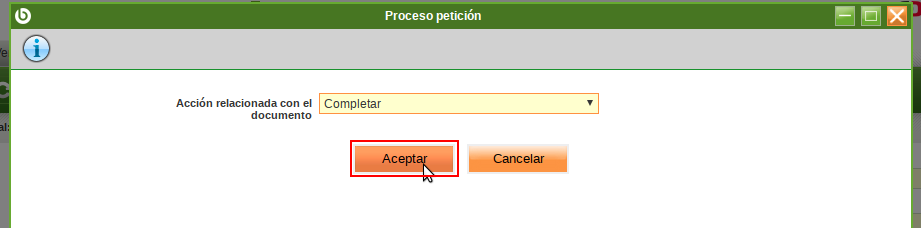 Proceso petición
Acción relacionada con el
documento
Completar
Aceptar
Cancelar